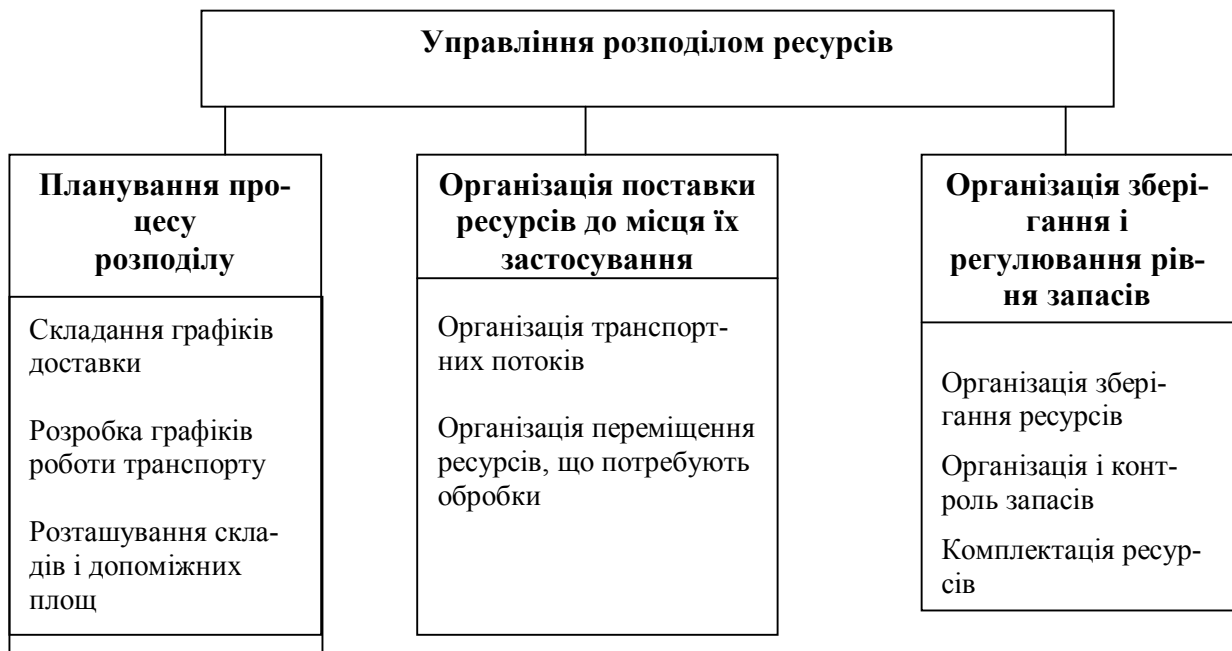 Управління розподілом ресурсів
Планування про-
цесу
розподілу
Складання графіків
доставки
Розробка графіків
роботи транспорту
Розташування скла-
дів і допоміжних
площ
Організація поставки
ресурсів до місця їх
застосування
Організація транспорт-
них потоків
Організація переміщення
ресурсів, що потребують
обробки
Організація збері-
гання і
регулювання рів-
ня запасів
Організація збері-
гання ресурсів
Організація і конт-
роль запасів
Комплектація ресур-
сів